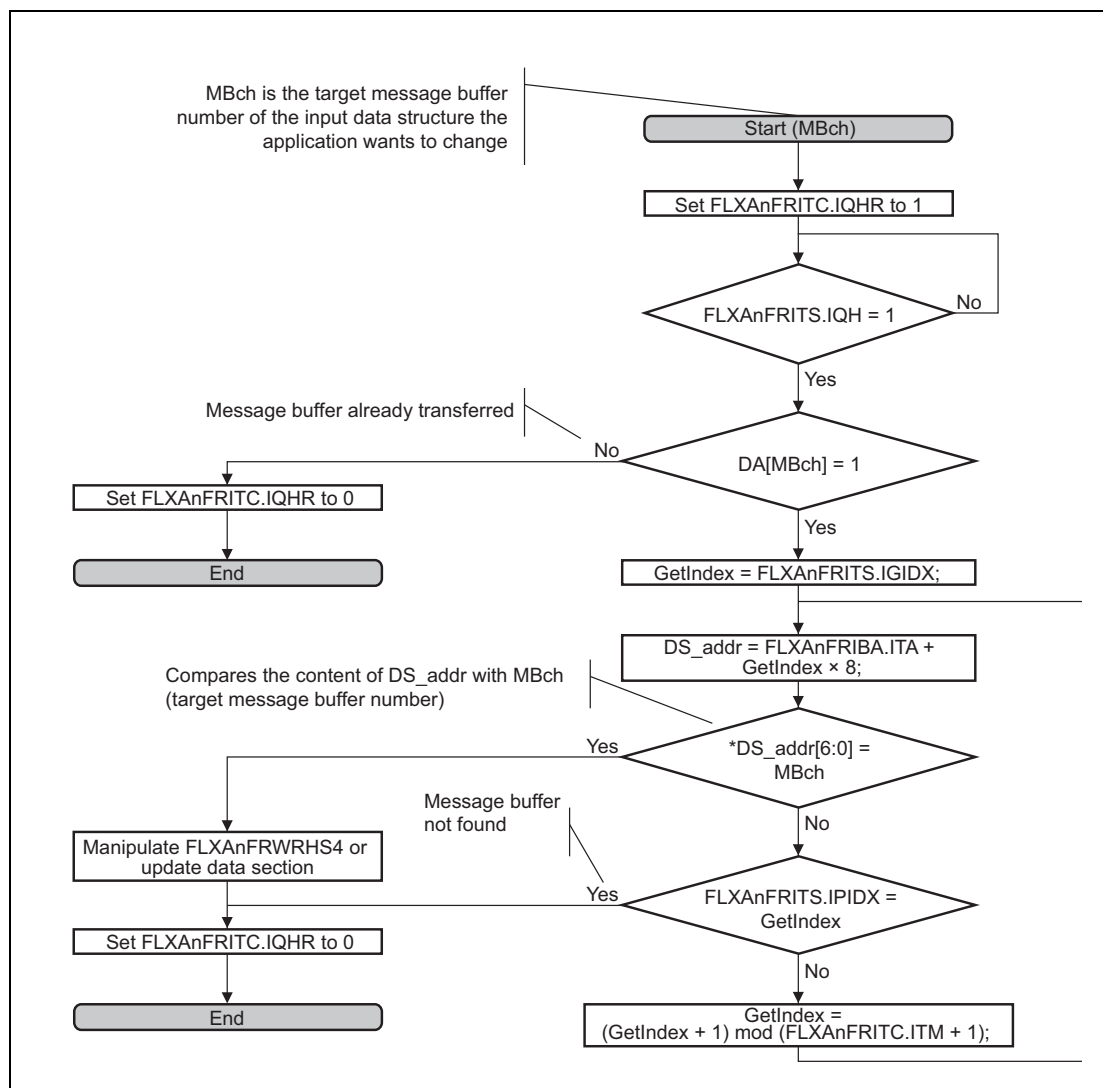 MBch is the target message buffer
number of the input data structure the
application wants to change
Start (MBch)
Set FLXAnFRITC.IQHR to 1
FLXAnFRITS.IQH = 1
No
Yes
Message buffer already transferred
No
DA[MBch] = 1
Set FLXAnFRITC.IQHR to 0
Yes
End
GetIndex = FLXAnFRITS.IGIDX;
DS_addr = FLXAnFRIBA.ITA +
GetIndex × 8;
Compares the content of DS_addr with MBch
(target message buffer number)
Yes
*DS_addr[6:0] =
MBch
Message buffer
not found
No
Manipulate FLXAnFRWRHS4 or
update data section
Yes
FLXAnFRITS.IPIDX =
GetIndex
Set FLXAnFRITC.IQHR to 0
No
End
GetIndex =
(GetIndex + 1) mod (FLXAnFRITC.ITM + 1);